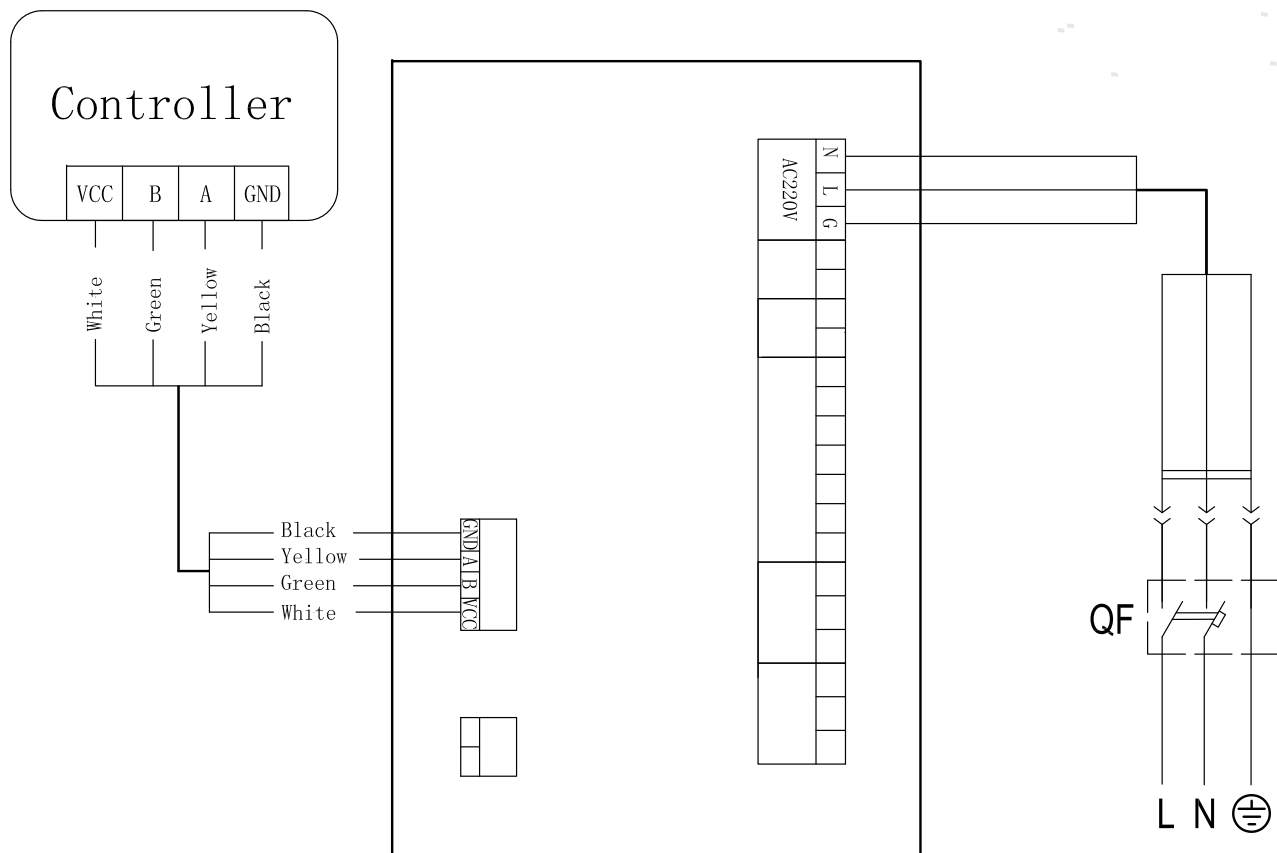 Controller
VCC B A GND
White Green Yellow Black
AC220V
N
L
G
Black
Yellow
Green
White
GND
A
B
VCC
QF
L N